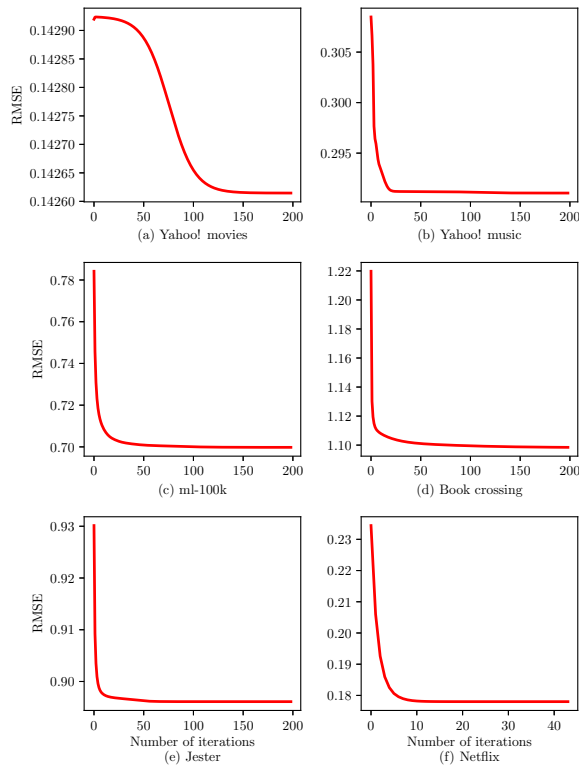 RMSE
0.14290
0.14285
0.14280
0.14275
0.14270
0.14265
0.14260
0 50 100 150 200
(a) Yahoo! movies
0.305
0.300
0.295
0 50 100 150 200
(b) Yahoo! music
RMSE
0.78
0.76
0.74
0.72
0.70
0 50 100 150 200
(c) ml-100k
1.22
1.20
1.18
1.16
1.14
1.12
1.10
0 50 100 150 200
(d) Book crossing
RMSE
0.93
0.92
0.91
0.90
0 50 100 150 200
Number of iterations
(e) Jester
0.23
0.22
0.21
0.20
0.19
0.18
0 10 20 30 40
Number of iterations
(f) Netflix